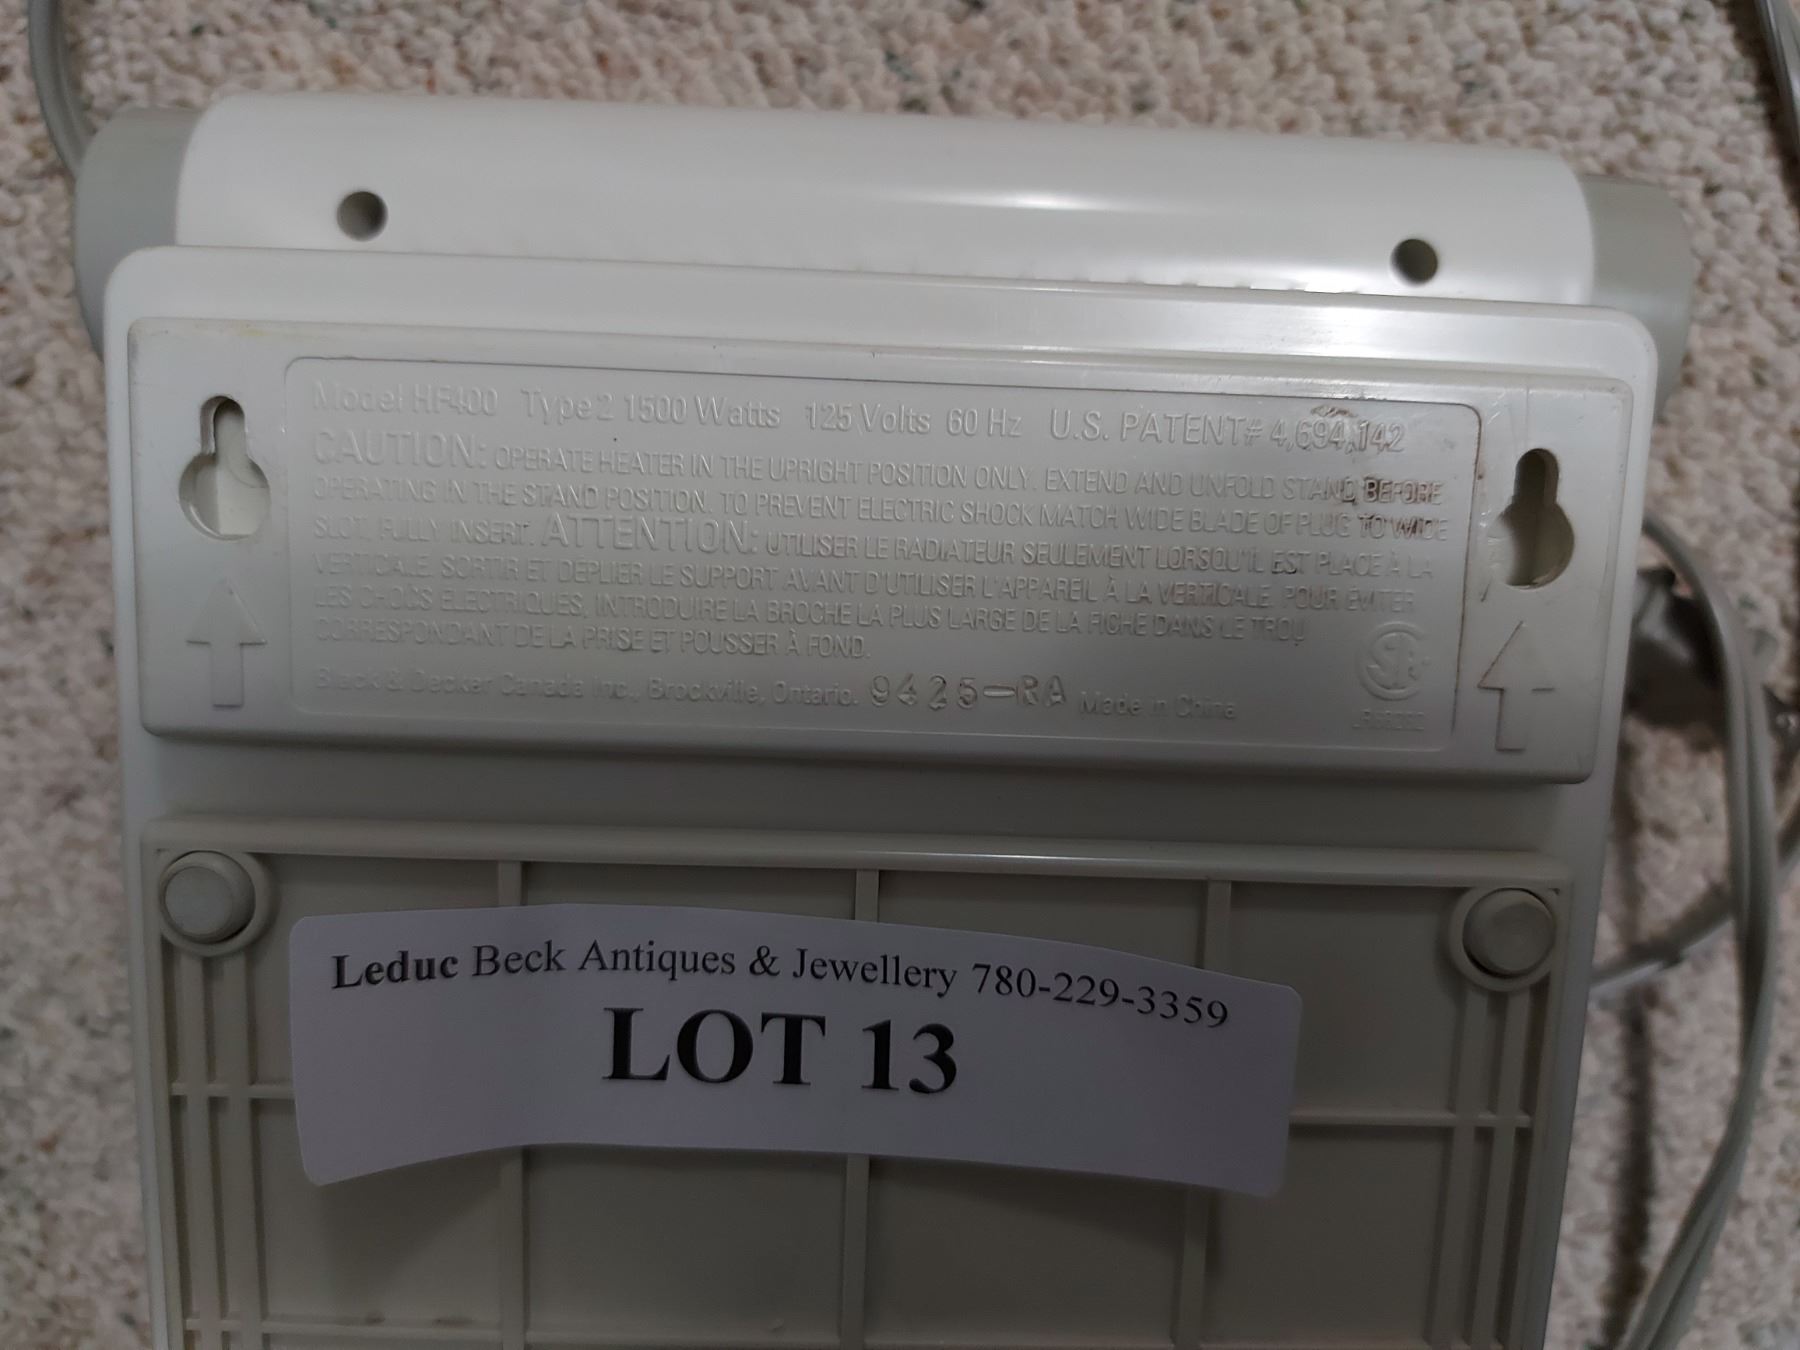 Model HF400 Type 2 1500 Watts 125 Volts 60 Hz U.S. PATENT# 4,694,142
CAUTION: OPERATE HEATER IN THE UPRIGHT POSITION ONLY. EXTEND AND UNFOLD STAND BEFORE
OPERATING IN THE STAND POSITION. TO PREVENT ELECTRIC SHOCK MATCH WIDE BLADE OF PLUG TO WIDE
SLOT, FULLY INSERT. ATTENTION: UTILISER LE RADIATEUR SEULEMENT LORSQU'IL EST PLACÉ À LA
VERTICALE. SORTIR ET DÉPLIER LE SUPPORT AVANT D'UTILISER L'APPAREIL À LA VERTICALE. POUR ÉVITER
LES CHOCS ÉLECTRIQUES, INTRODUIRE LA BROCHE LA PLUS LARGE DE LA FICHE DANS LE TROU
CORRESPONDANT DE LA PRISE ET POUSSER À FOND.
Black & Decker Canada Inc., Brockville, Ontario. 9425-RA Made in China
Leduc Beck Antiques & Jewellery 780-229-3359
LOT 13